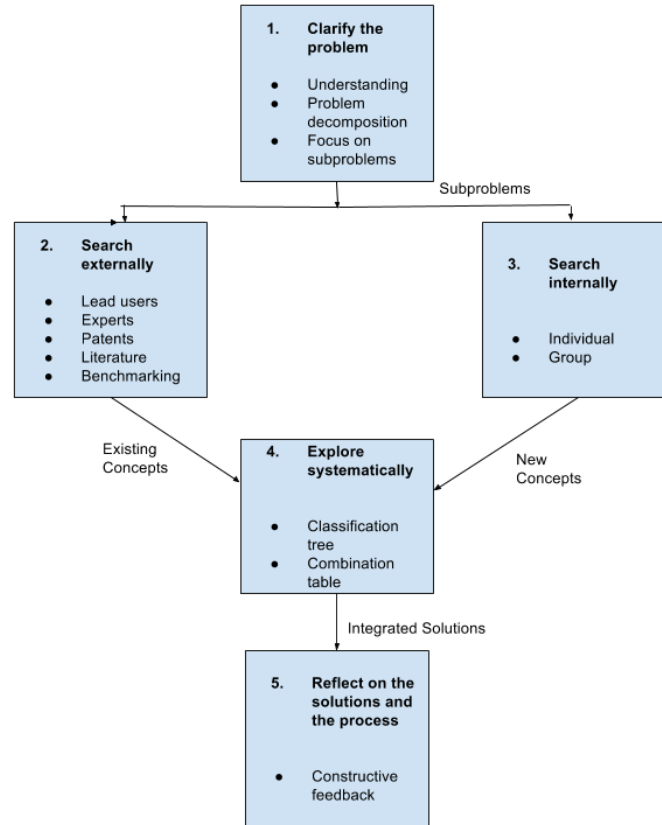 1. Clarify the
problem
● Understanding
● Problem
decomposition
● Focus on
subproblems
Subproblems
2. Search
externally
● Lead users
● Experts
● Patents
● Literature
● Benchmarking
3. Search
internally
● Individual
● Group
Existing
Concepts
New
Concepts
4. Explore
systematically
● Classification
tree
● Combination
table
Integrated Solutions
5. Reflect on the
solutions and
the process
● Constructive
feedback